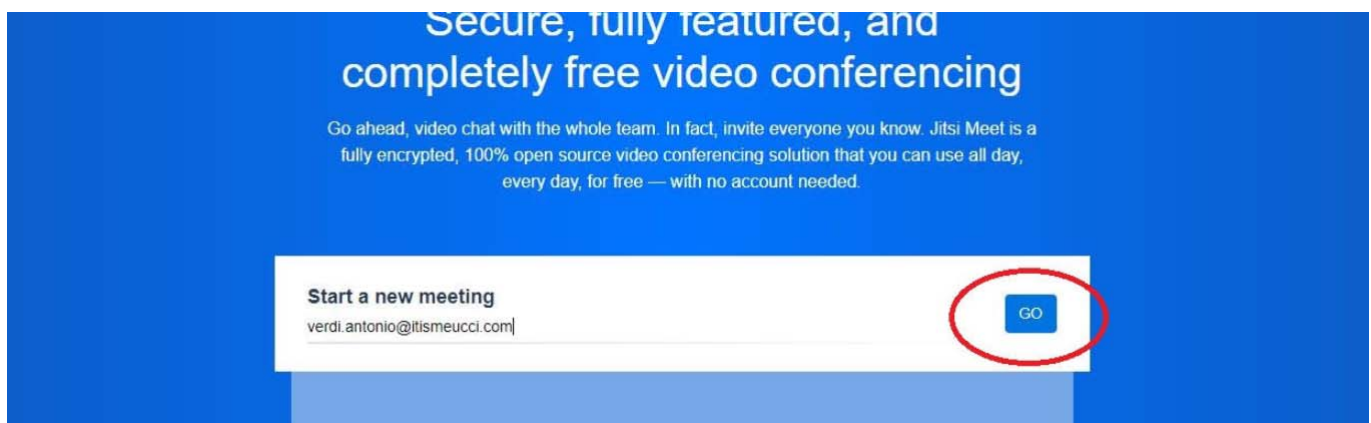 Secure, fully featured, and
completely free video conferencing
Go ahead, video chat with the whole team. In fact, invite everyone you know. Jitsi Meet is a
fully encrypted, 100% open source video conferencing solution that you can use all day,
every day, for free — with no account needed.
Start a new meeting
verdi.antonio@itismeucci.com
GO